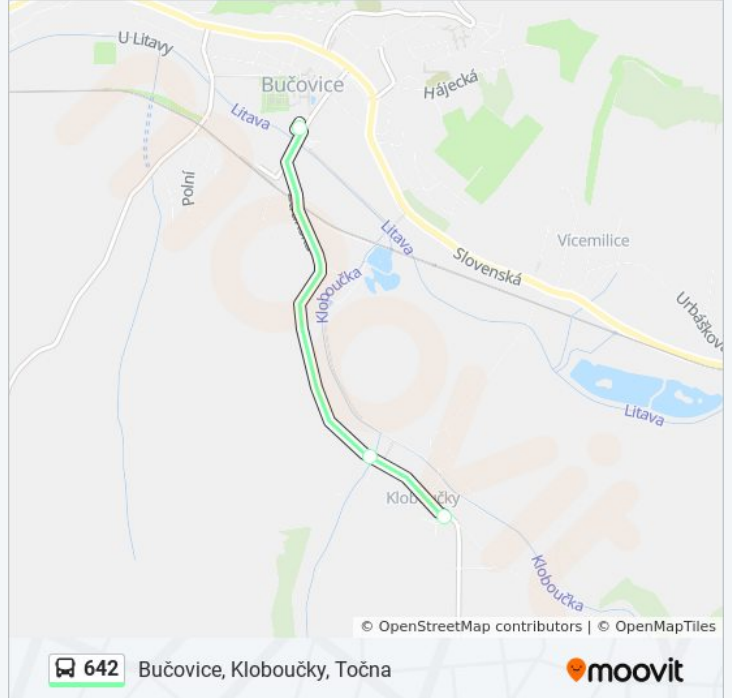 U Litavy
Bučovice
Hájecká
Litava
Polní
Litava
Slovenská
Vícemilice
Kloboučka
Urbáškova
Litava
Kloboučky
Kloboučka
moovit
© OpenStreetMap contributors | © OpenMapTiles
642 Bučovice, Kloboučky, Točna
moovit